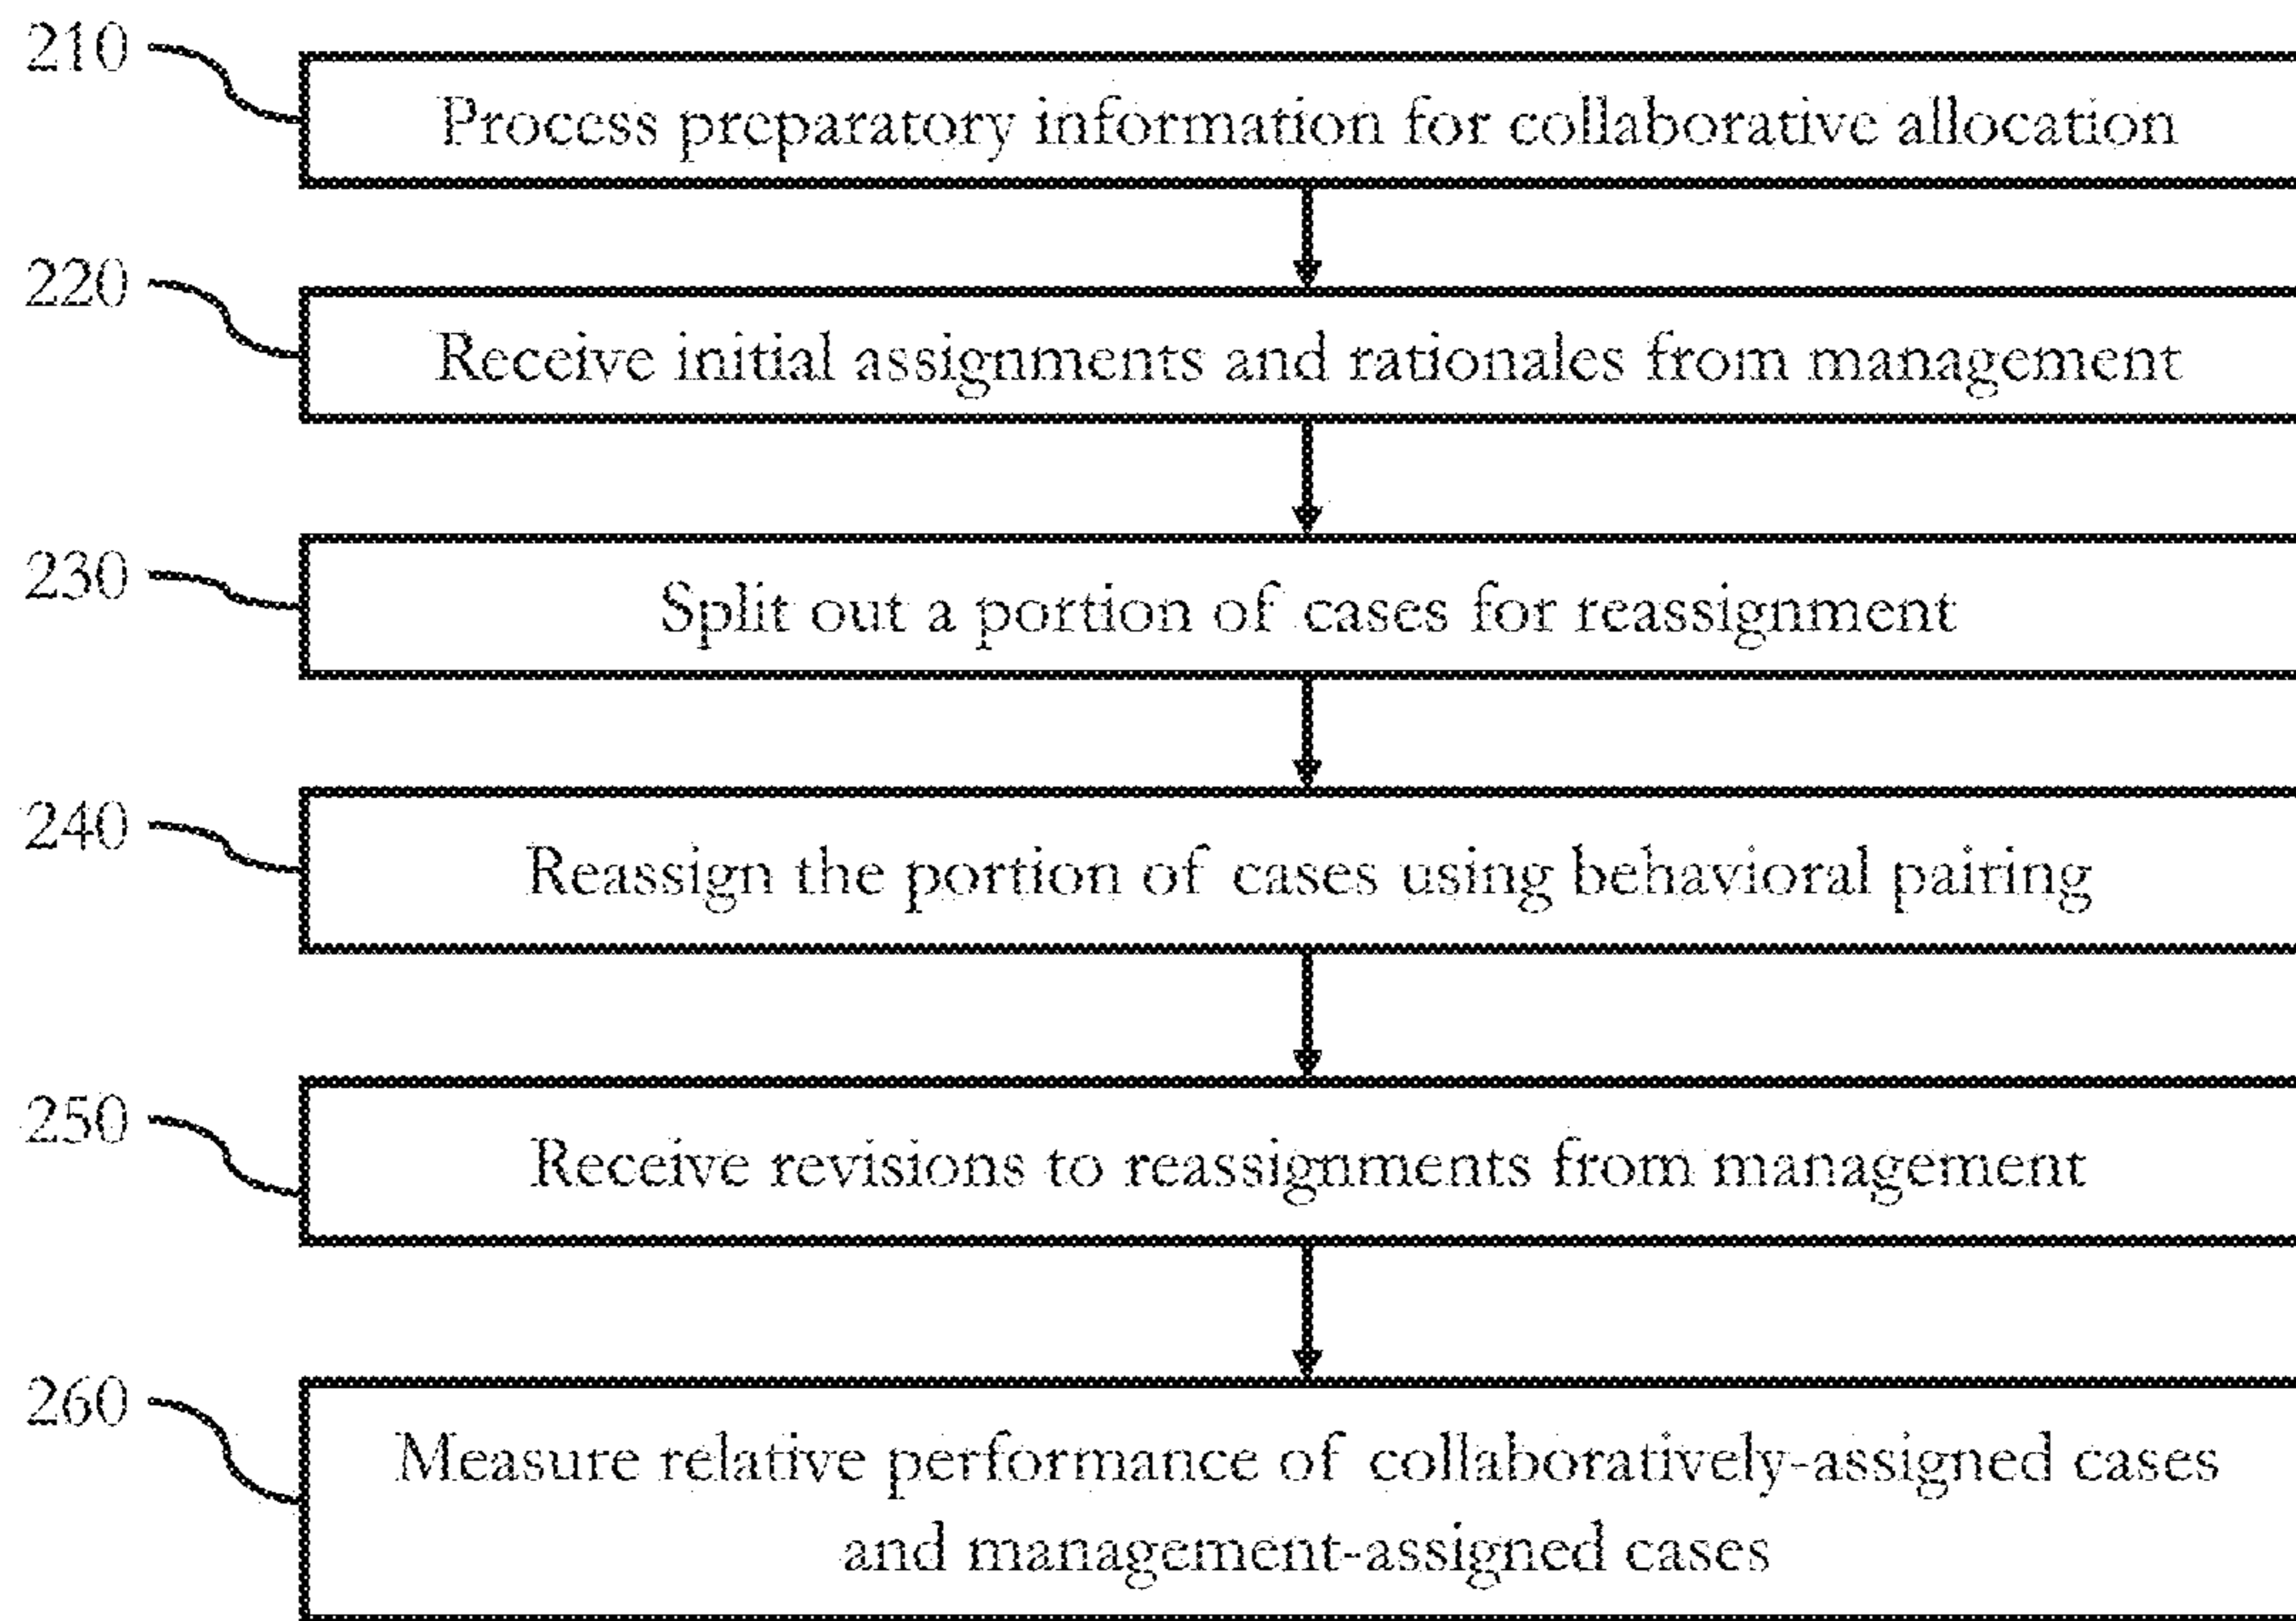 210
Process preparatory information for collaborative allocation
220
Receive initial assignments and rationales from management
230
Split out a portion of cases for reassignment
240
Reassign the portion of cases using behavioral pairing
250
Receive revisions to reassignments from management
260
Measure relative performance of collaboratively-assigned cases
and management-assigned cases